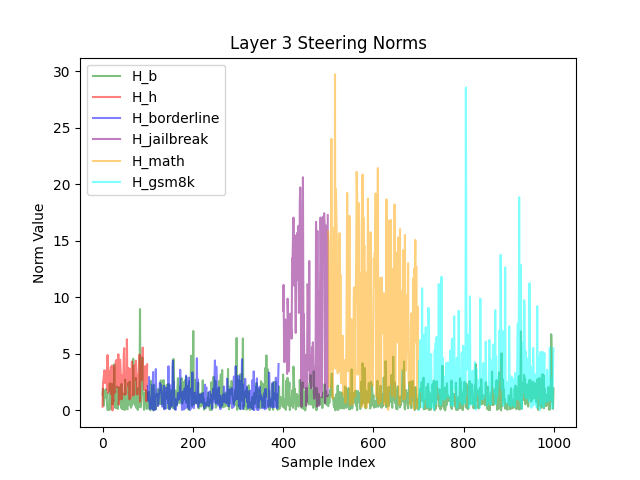 Layer 3 Steering Norms
H_b
H_h
H_borderline
H_jailbreak
H_math
H_gsm8k
Norm Value
30
25
20
15
10
5
0
0 200 400 600 800 1000
Sample Index